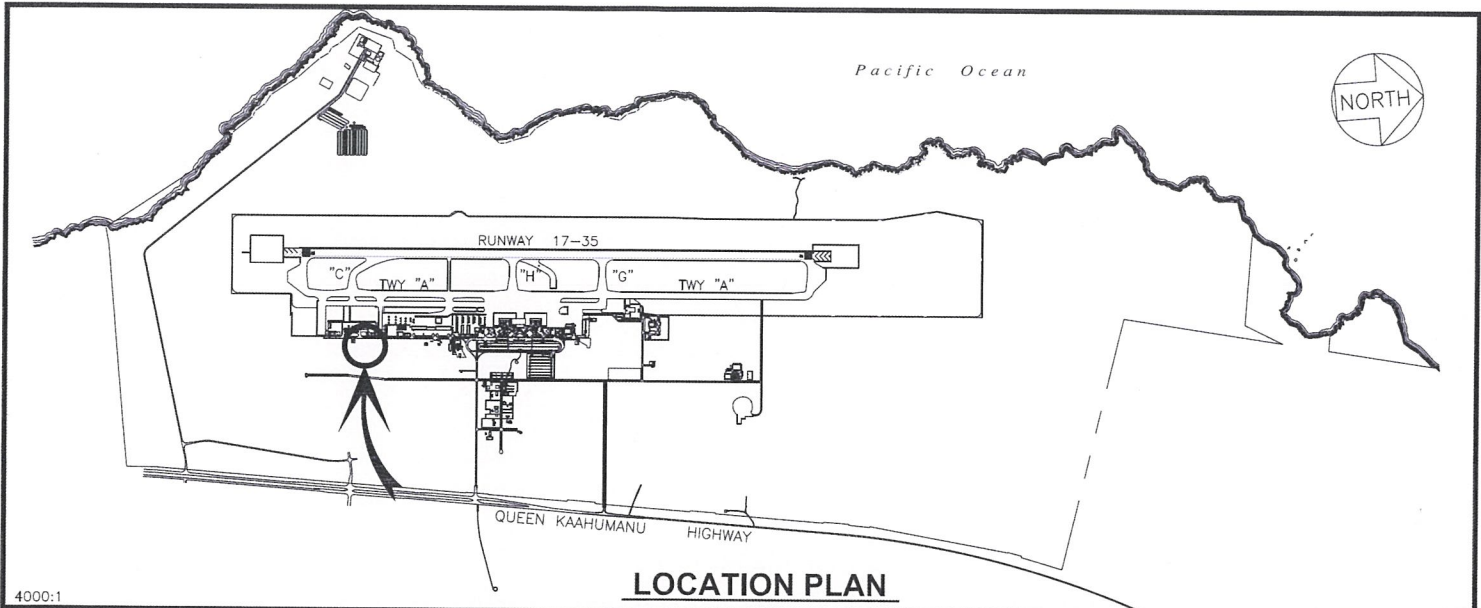 Pacific Ocean
NORTH
RUNWAY 17-35
"C"
TWY "A"
"H"
"G"
TWY "A"
QUEEN KAAHUMANU HIGHWAY
LOCATION PLAN
4000:1